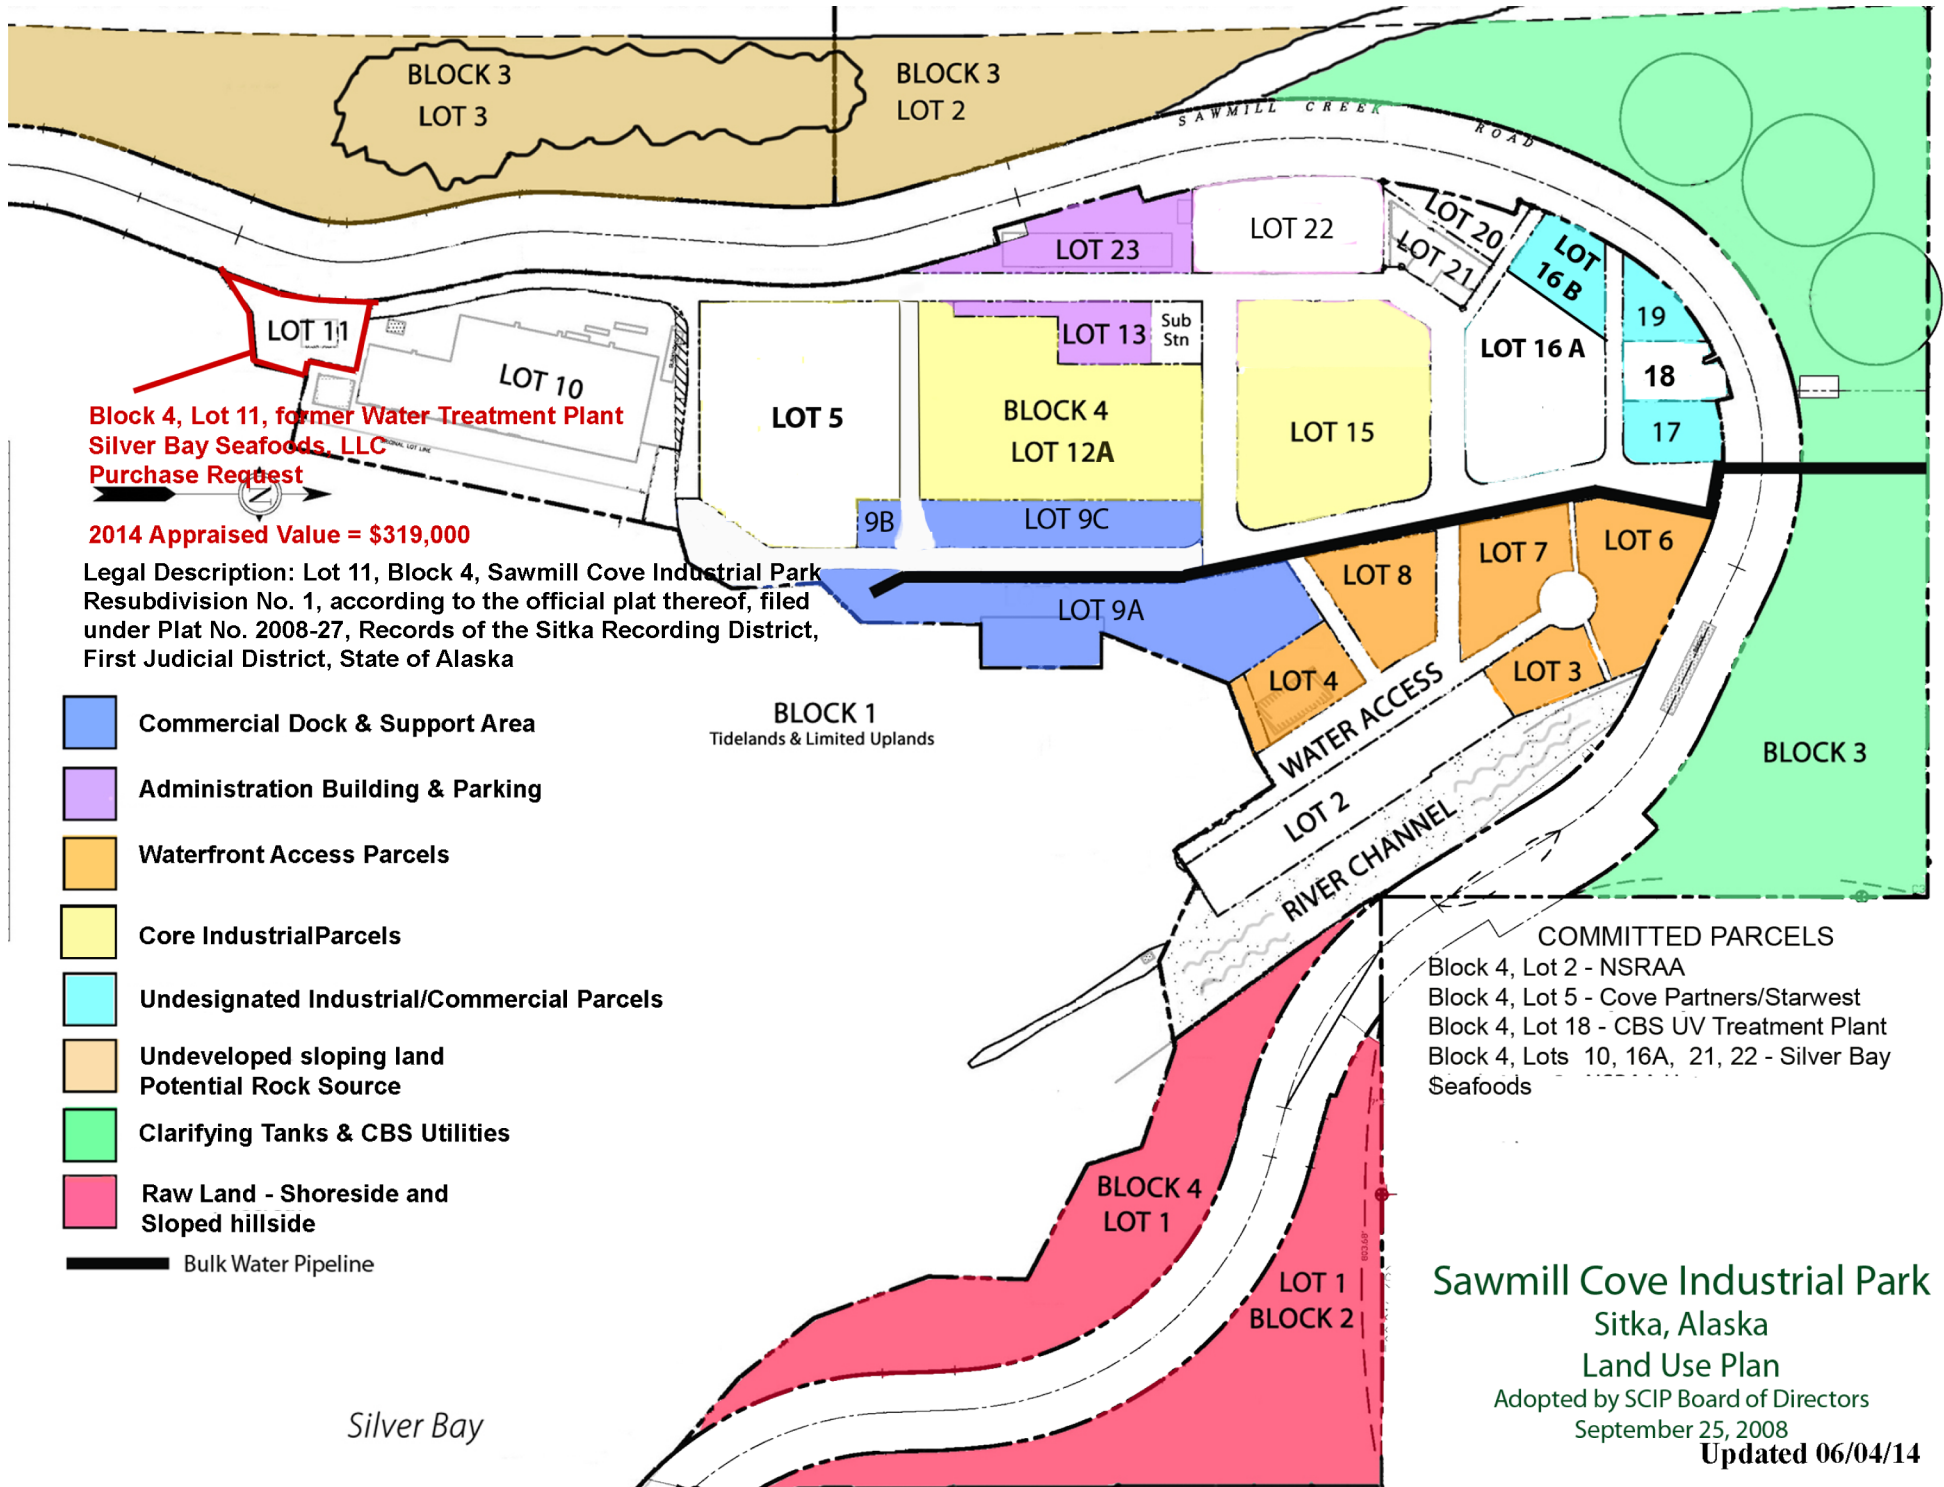 BLOCK 3
LOT 3
BLOCK 3
LOT 2
SAWMILL CREEK ROAD
LOT 23
LOT 22
LOT 20
LOT 21
LOT
16 B
19
18
17
LOT 11
LOT 10
LOT 5
LOT 13
Sub
Stn
BLOCK 4
LOT 12A
LOT 15
LOT 16 A
ORIGINAL LOT LINE
9B
LOT 9C
LOT 9A
LOT 8
LOT 7
LOT 6
LOT 4
LOT 3
WATER ACCESS
LOT 2
RIVER CHANNEL
BLOCK 3
Block 4, Lot 11, former Water Treatment Plant
Silver Bay Seafoods, LLC
Purchase Request
N
2014 Appraised Value = $319,000
Legal Description: Lot 11, Block 4, Sawmill Cove Industrial Park
Resubdivision No. 1, according to the official plat thereof, filed
under Plat No. 2008-27, Records of the Sitka Recording District,
First Judicial District, State of Alaska
BLOCK 1
Tidelands & Limited Uplands
Commercial Dock & Support Area
Administration Building & Parking
Waterfront Access Parcels
Core IndustrialParcels
Undesignated Industrial/Commercial Parcels
Undeveloped sloping land
Potential Rock Source
Clarifying Tanks & CBS Utilities
Raw Land - Shoreside and
Sloped hillside
Bulk Water Pipeline
COMMITTED PARCELS
Block 4, Lot 2 - NSRAA
Block 4, Lot 5 - Cove Partners/Starwest
Block 4, Lot 18 - CBS UV Treatment Plant
Block 4, Lots 10, 16A, 21, 22 - Silver Bay
Seafoods
BLOCK 4
LOT 1
LOT 1
BLOCK 2
893.68'
Silver Bay
Sawmill Cove Industrial Park
Sitka, Alaska
Land Use Plan
Adopted by SCIP Board of Directors
September 25, 2008
Updated 06/04/14